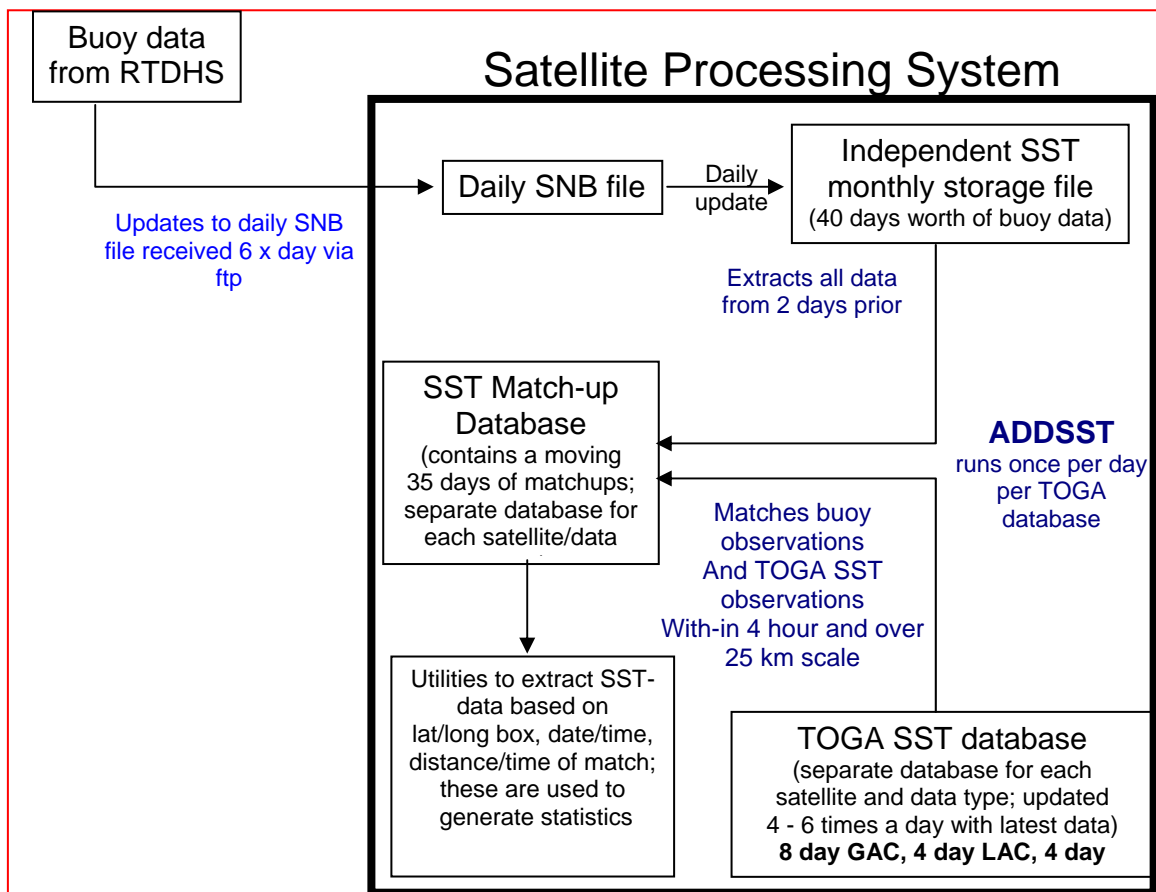 Buoy data
from RTDHS
Satellite Processing System
Daily SNB file
Daily
update
Independent SST
monthly storage file
(40 days worth of buoy data)
Updates to daily SNB
file received 6 x day via
ftp
Extracts all data
from 2 days prior
SST Match-up
Database
(contains a moving
35 days of matchups;
separate database for
each satellite/data
ADDSST
runs once per day
per TOGA
database
Matches buoy
observations
And TOGA SST
observations
With-in 4 hour and over
25 km scale
Utilities to extract SST-
data based on
lat/long box, date/time,
distance/time of match;
these are used to
generate statistics
TOGA SST database
(separate database for each
satellite and data type; updated
4 - 6 times a day with latest data)
8 day GAC, 4 day LAC, 4 day